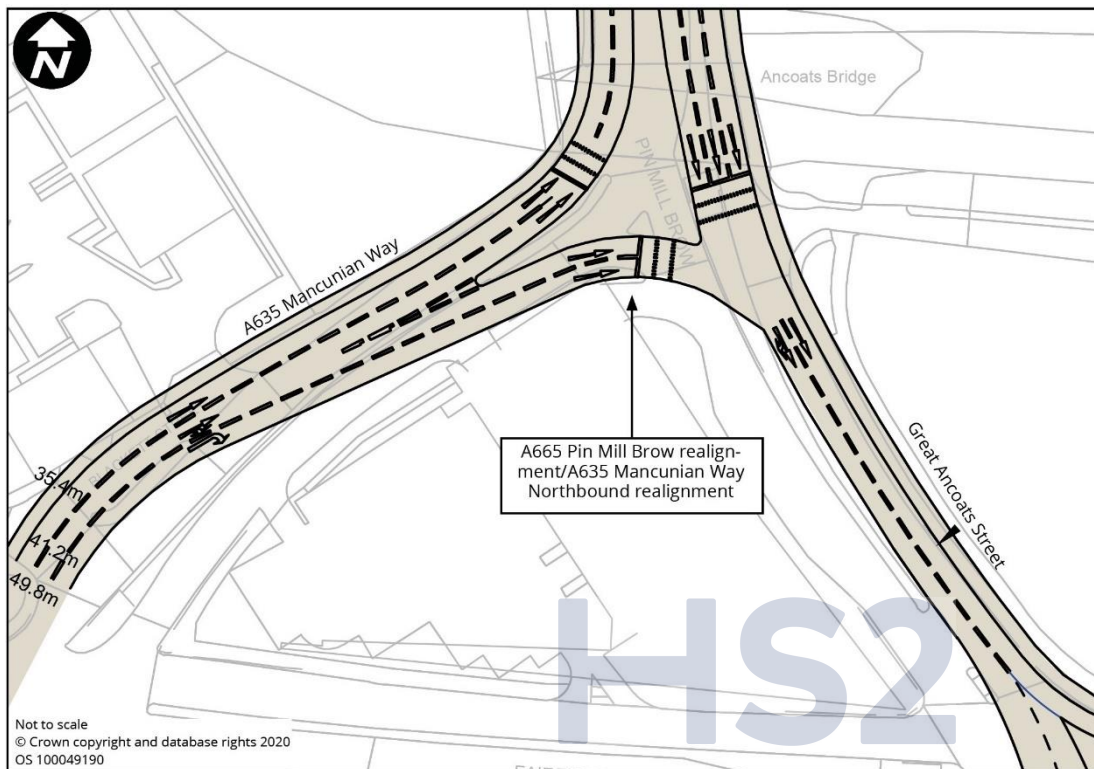 N
Ancoats Bridge
PIN MILL BROW
A635 Mancunian Way
A665 Pin Mill Brow realign-
ment/A635 Mancunian Way
Northbound realignment
Great Ancoats Street
35.4m
41.2m
49.8m
HS2
Not to scale
© Crown copyright and database rights 2020
OS 100049190